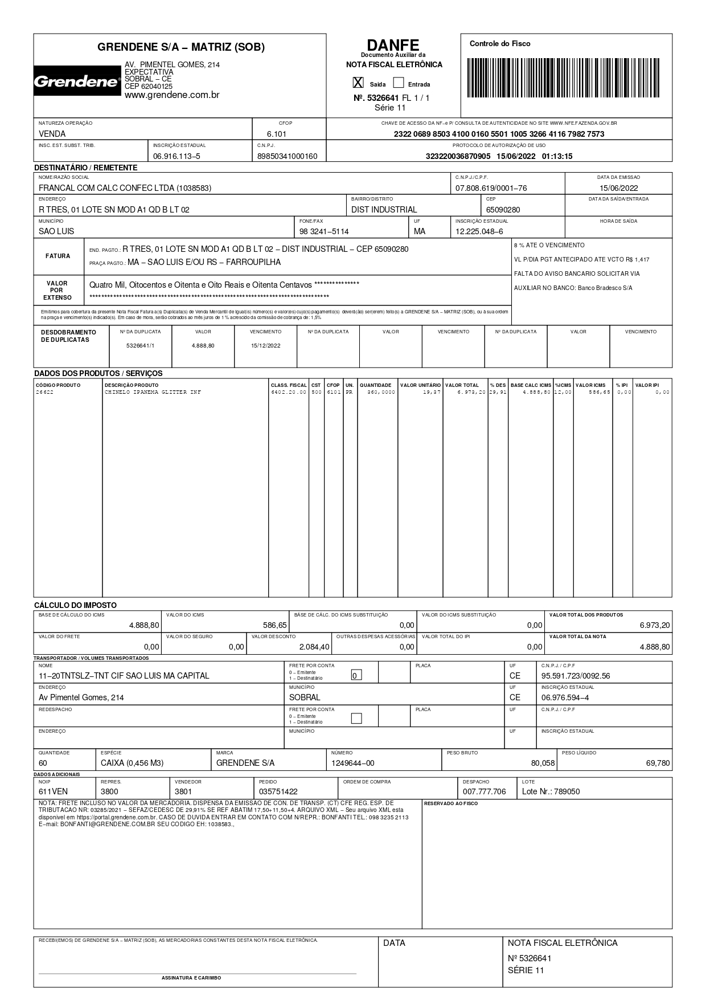 GRENDENE S/A – MATRIZ (SOB)
Grendene®
AV. PIMENTEL GOMES, 214
EXPECTATIVA
SOBRAL – CE
CEP 62040125
www.grendene.com.br
DANFE
Documento Auxiliar da
NOTA FISCAL ELETRÔNICA
X Saida Entrada
Nº. 5326641 FL 1 / 1
Série 11
Controle do Fisco
NATUREZA OPERAÇÃO CFOP CHAVE DE ACESSO DA NF–e P/ CONSULTA DE AUTENTICIDADE NO SITE WWW.NFE.FAZENDA.GOV.BR
VENDA 6.101 2322 0689 8503 4100 0160 5501 1005 3266 4116 7982 7573
INSC. EST. SUBST. TRIB. INSCRIÇÃO ESTADUAL C.N.P.J. PROTOCOLO DE AUTORIZAÇÃO DE USO
06.916.113–5 89850341000160 323220036870905 15/06/2022 01:13:15
DESTINATÁRIO / REMETENTE
NOME/RAZÃO SOCIAL C.N.P.J./C.P.F. DATA DA EMISSAO
FRANCAL COM CALC CONFEC LTDA (1038583) 07.808.619/0001–76 15/06/2022
ENDEREÇO BAIRRO/DISTRITO CEP DATA DA SAÍDA/ENTRADA
R TRES, 01 LOTE SN MOD A1 QD B LT 02 DIST INDUSTRIAL 65090280
MUNICÍPIO FONE/FAX UF INSCRIÇÃO ESTADUAL HORA DE SAÍDA
SAO LUIS 98 3241–5114 MA 12.225.048–6
FATURA
END. PAGTO.: R TRES, 01 LOTE SN MOD A1 QD B LT 02 – DIST INDUSTRIAL – CEP 65090280
PRAÇA PAGTO.: MA – SAO LUIS E/OU RS – FARROUPILHA
8 % ATE O VENCIMENTO
VL P/DIA PGT ANTECIPADO ATE VCTO R$ 1,417
FALTA DO AVISO BANCARIO SOLICITAR VIA
AUXILIAR NO BANCO: Banco Bradesco S/A
VALOR
POR
EXTENSO
Quatro Mil, Oitocentos e Oitenta e Oito Reais e Oitenta Centavos ***************
********************************************************************************
Emitimos para cobertura da presente Nota Fiscal Fatura a(s) Duplicata(s) de Venda Mercantil de Igual(is) número(s) e valor(es) cujo(s) pagamento(s) deverá(ão) ser(erem) feito(s) a GRENDENE S/A – MATRIZ (SOB), ou à sua ordem
na praça e vencimento(s) indicado(s). Em caso de mora, serão cobrados ao mês juros de 1 % acrescido da comissão de cobrança de: 1,5%
DESDOBRAMENTO
DE DUPLICATAS
Nº DA DUPLICATA VALOR VENCIMENTO Nº DA DUPLICATA VALOR VENCIMENTO Nº DA DUPLICATA VALOR VENCIMENTO
5326641/1 4.888,80 15/12/2022
DADOS DOS PRODUTOS / SERVIÇOS
CÓDIGO PRODUTO DESCRIÇÃO PRODUTO CLASS. FISCAL CST CFOP UN. QUANTIDADE VALOR UNITÁRIO VALOR TOTAL % DES BASE CALC ICMS %ICMS VALOR ICMS % IPI VALOR IPI
26622 CHINELO IPANEMA GLITTER INF 6402.20.00 500 6101 PR 360,0000 19,37 6.973,20 29,91 4.888,80 12,00 586,65 0,00 0,00
CÁLCULO DO IMPOSTO
BASE DE CÁLCULO DO ICMS VALOR DO ICMS BÁSE DE CÁLC. DO ICMS SUBSTITUIÇÃO VALOR DO ICMS SUBSTITUIÇÃO VALOR TOTAL DOS PRODUTOS
4.888,80 586,65 0,00 0,00 6.973,20
VALOR DO FRETE VALOR DO SEGURO VALOR DESCONTO OUTRAS DESPESAS ACESSÓRIAS VALOR TOTAL DO IPI VALOR TOTAL DA NOTA
0,00 0,00 2.084,40 0,00 0,00 4.888,80
TRANSPORTADOR / VOLUMES TRANSPORTADOS
NOME FRETE POR CONTA PLACA UF C.N.P.J. / C.P.F
0 – Emitente
1 – Destinatário
11–20TNTSLZ–TNT CIF SAO LUIS MA CAPITAL 0 CE 95.591.723/0092.56
ENDEREÇO MUNICÍPIO UF INSCRIÇÃO ESTADUAL
Av Pimentel Gomes, 214 SOBRAL CE 06.976.594–4
REDESPACHO FRETE POR CONTA PLACA UF C.N.P.J. / C.P.F
0 – Emitente
1 – Destinatário
ENDEREÇO MUNICÍPIO UF INSCRIÇÃO ESTADUAL
QUANTIDADE ESPÉCIE MARCA NÚMERO PESO BRUTO PESO LÍQUIDO
60 CAIXA (0,456 M3) GRENDENE S/A 1249644–00 80,058 69,780
DADOS ADICIONAIS
NOIP REPRES. VENDEDOR PEDIDO ORDEM DE COMPRA DESPACHO LOTE
611VEN 3800 3801 035751422 007.777.706 Lote Nr.: 789050
NOTA: FRETE INCLUSO NO VALOR DA MERCADORIA. DISPENSA DA EMISSAO DE CON. DE TRANSP. (CT) CFE REG. ESP. DE
TRIBUTACAO NR: 03285/2021 – SEFAZ/CEDESC DE 29,91% SE REF ABATIM 17,50+11,50+4. ARQUIVO XML – Seu arquivo XML esta
disponivel em https://portal.grendene.com.br. CASO DE DUVIDA ENTRAR EM CONTATO COM N/REPR.: BONFANTI TEL.: 098 3235 2113
E–mail: BONFANTI@GRENDENE.COM.BR SEU CODIGO EH: 1038583.,
RESERVADO AO FISCO
RECEBI(EMOS) DE GRENDENE S/A – MATRIZ (SOB), AS MERCADORIAS CONSTANTES DESTA NOTA FISCAL ELETRÔNICA.
ASSINATURA E CARIMBO
DATA
NOTA FISCAL ELETRÔNICA
Nº 5326641
SÉRIE 11